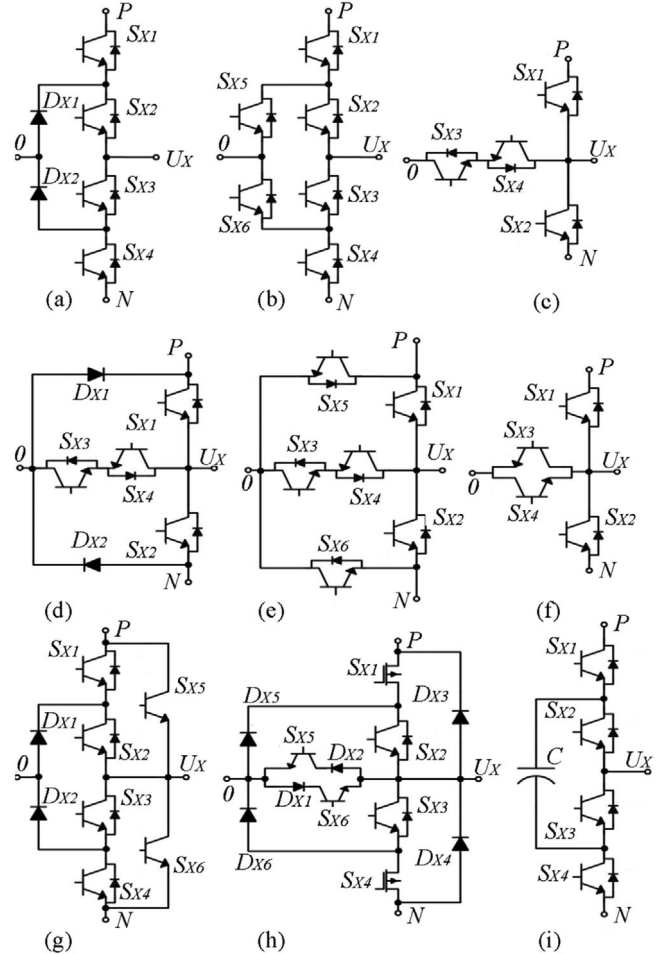 P
SX1
DX1
SX2
0
UX
DX2
SX3
SX4
N
(a)
P
SX1
SX5
SX2
0
UX
SX3
SX6
SX4
N
(b)
P
SX1
SX3
0
UX
SX4
SX2
N
(c)
P
DX1
SX1
SX3
0
UX
SX4
SX2
DX2
N
(d)
P
SX5
SX1
SX3
0
UX
SX4
SX2
SX6
N
(e)
P
SX1
SX3
0
UX
SX4
SX2
N
(f)
P
SX1
SX5
DX1
SX2
0
UX
DX2
SX3
SX6
SX4
N
(g)
P
SX1
DX5
DX3
SX5
DX2
SX2
0
UX
DX1
SX6
SX3
DX6
DX4
SX4
N
(h)
P
SX1
SX2
C
UX
SX3
SX4
N
(i)